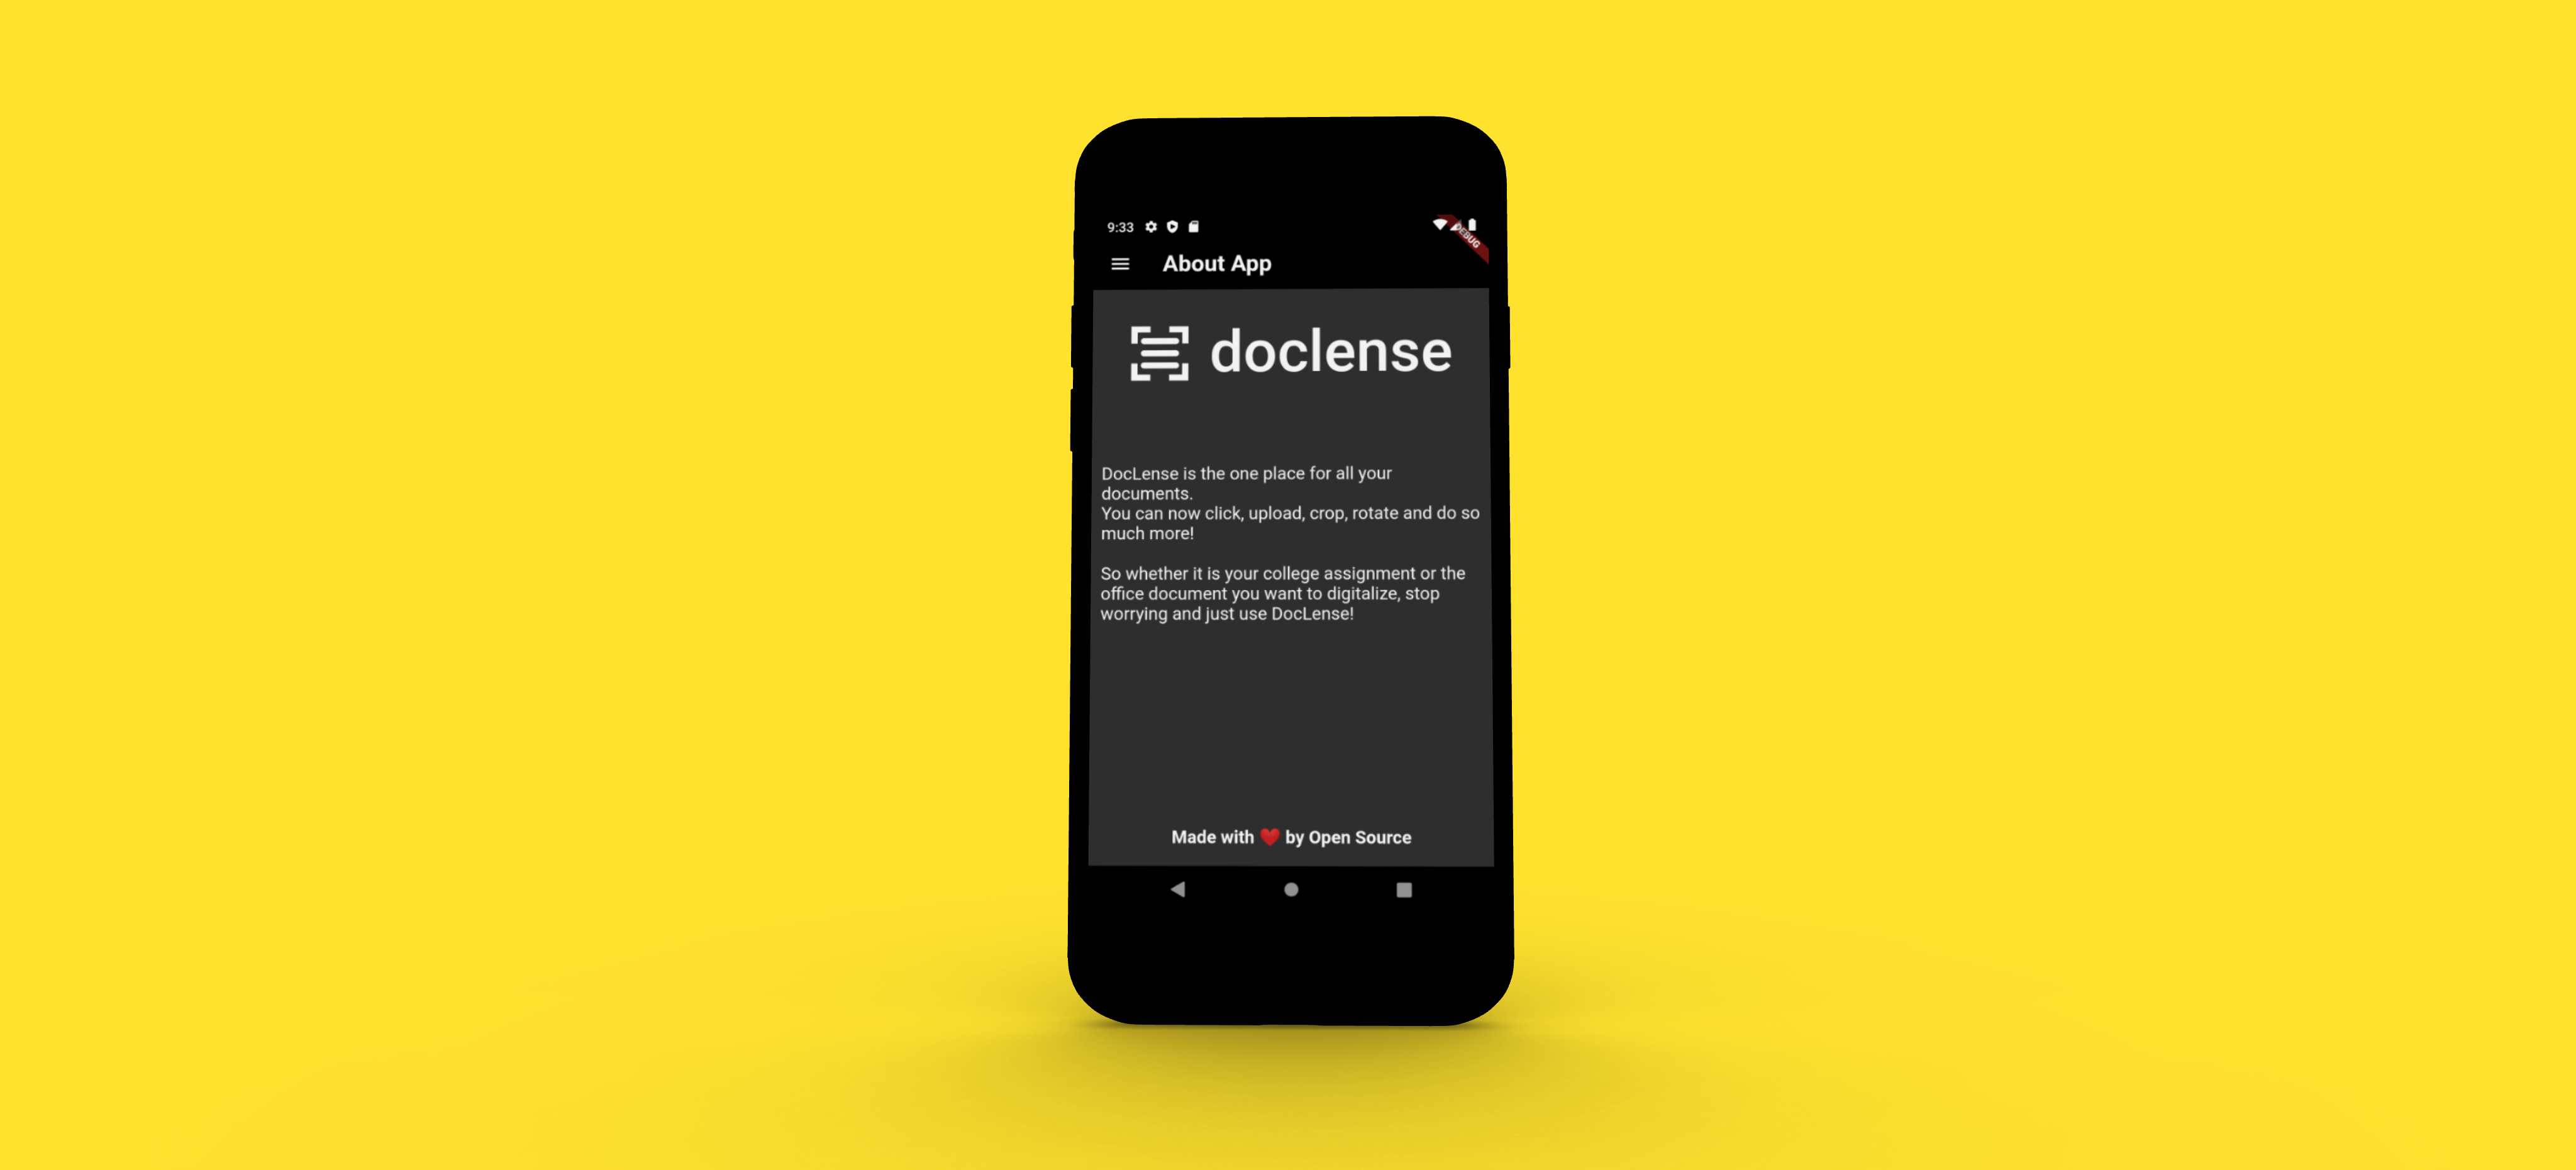 9:33
DEBUG
About App
doclense
DocLense is the one place for all your
documents.
You can now click, upload, crop, rotate and do so
much more!
So whether it is your college assignment or the
office document you want to digitalize, stop
worrying and just use DocLense!
Made with ❤️ by Open Source